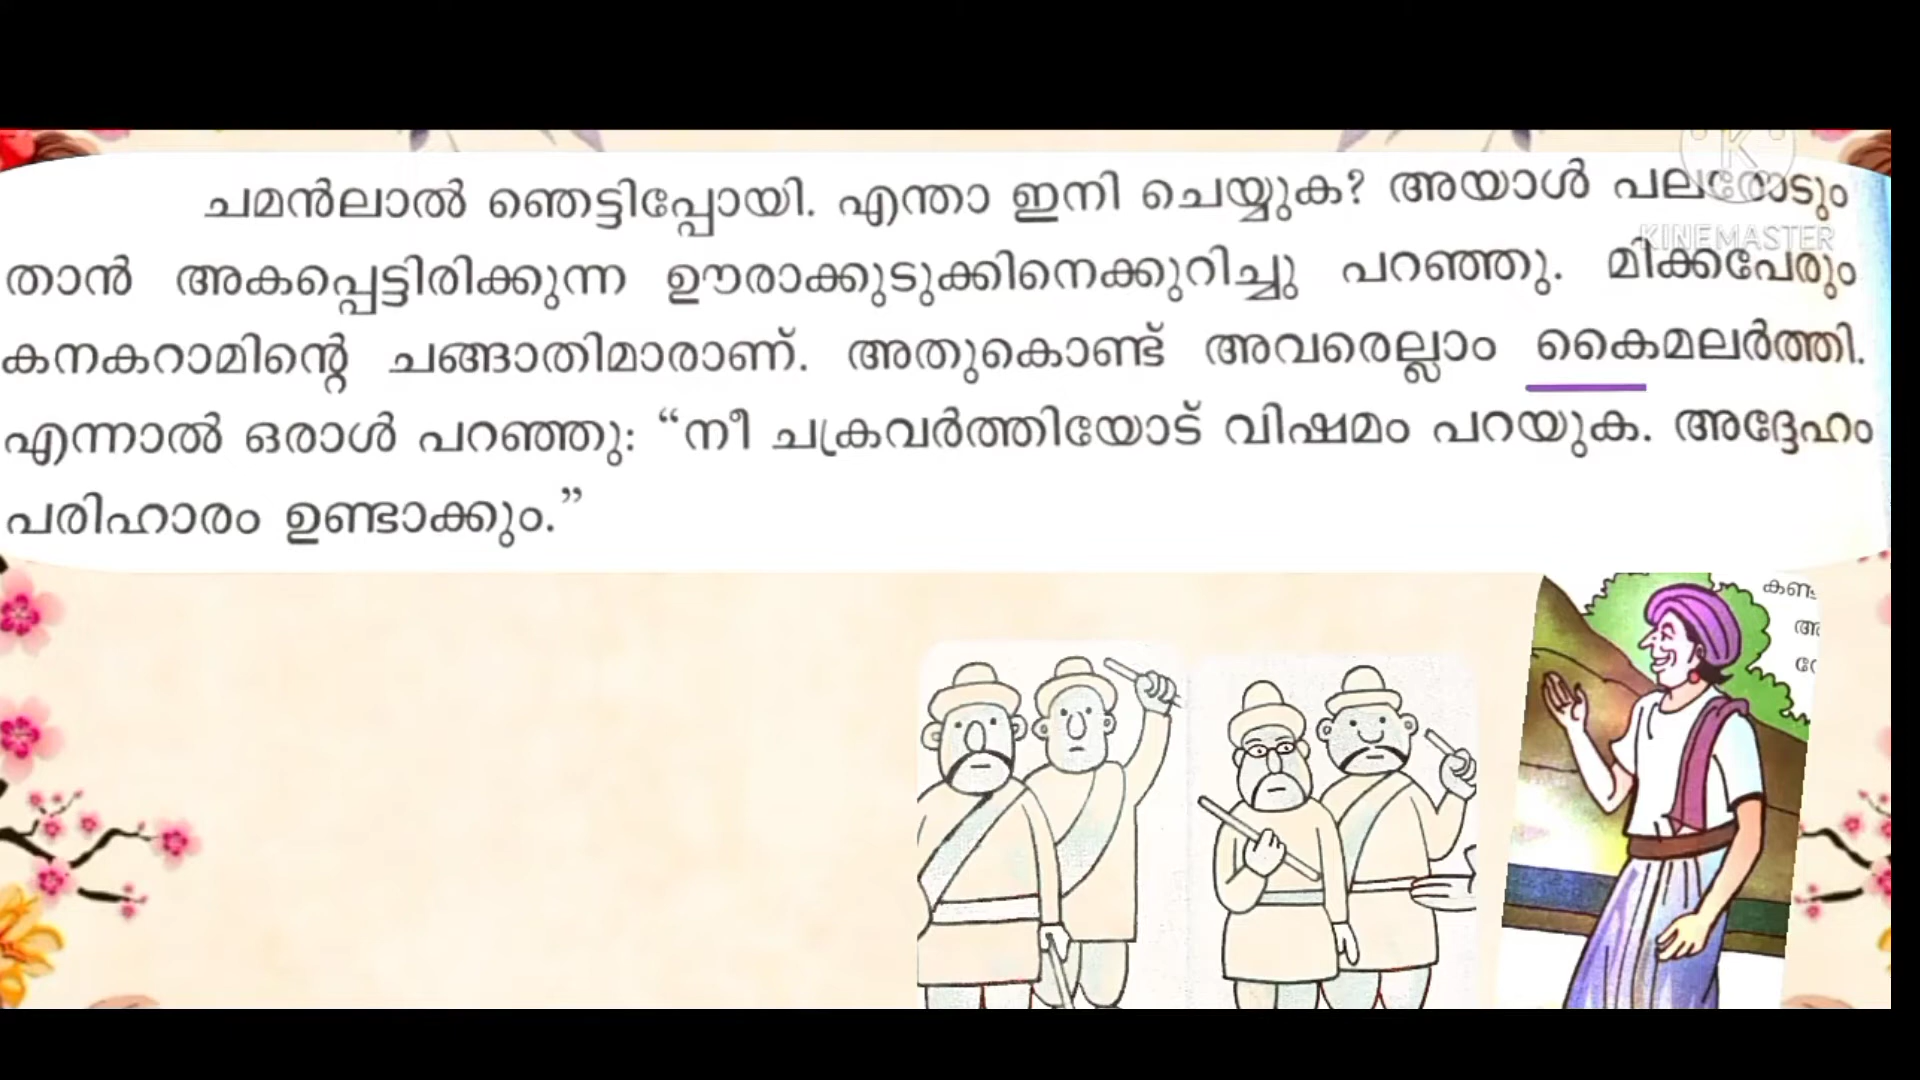 ചമൻലാൽ ഞെട്ടിപ്പോയി. എന്താ ഇനി ചെയ്യുക? അയാൾ പലരോടും
KINEMASTER
താൻ അകപ്പെട്ടിരിക്കുന്ന ഊരാക്കുടുക്കിനെക്കുറിച്ചു പറഞ്ഞു. മിക്കപേരും
കനകറാമിന്റെ ചങ്ങാതിമാരാണ്. അതുകൊണ്ട് അവരെല്ലാം കൈമലർത്തി.
എന്നാൽ ഒരാൾ പറഞ്ഞു: “നീ ചക്രവർത്തിയോട് വിഷമം പറയുക. അദ്ദേഹം
പരിഹാരം ഉണ്ടാക്കും.”